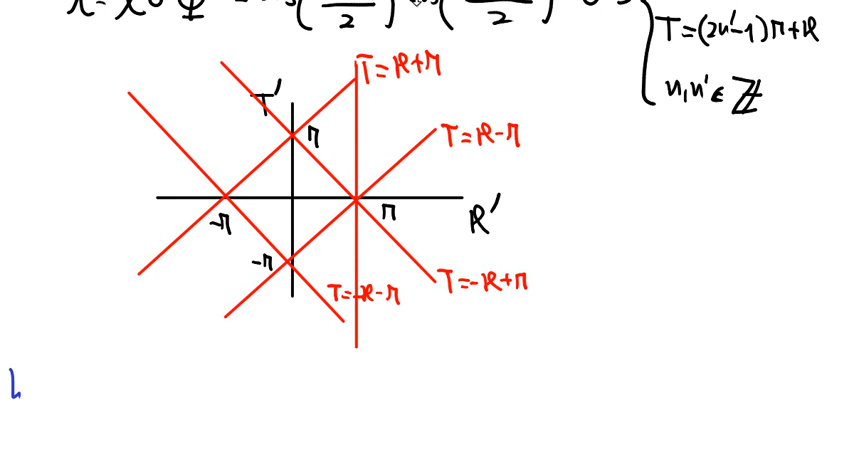 T=(2n'-1)π+R
n,n' ∈ ℤ
T=R+π
T'
π
T=R-π
-π
π
R'
-π
T=-R-π
T=-R+π